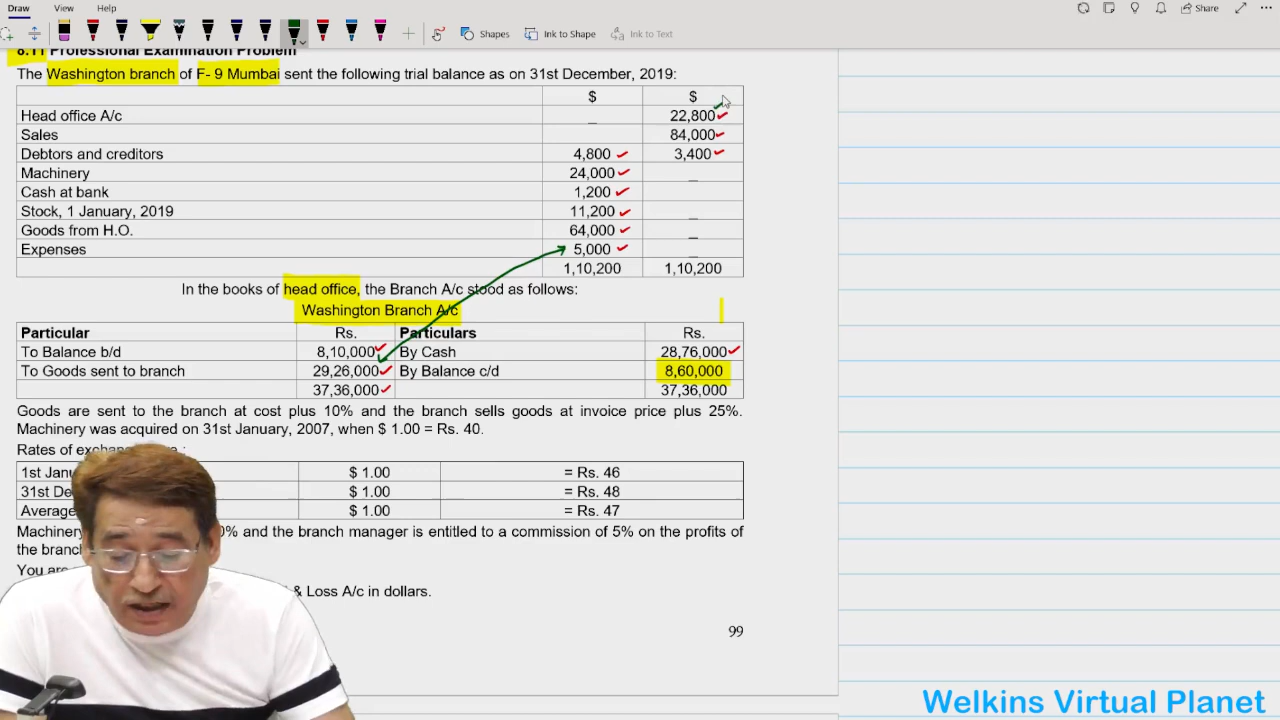 Draw View Help
Share
Shapes Ink to Shape Ink to Text
8.11 Professional Examination Problem
The Washington branch of F- 9 Mumbai sent the following trial balance as on 31st December, 2019:
$ $
Head office A/c _ 22,800
Sales 84,000
Debtors and creditors 4,800 3,400
Machinery 24,000 _
Cash at bank 1,200
Stock, 1 January, 2019 11,200 _
Goods from H.O. 64,000 _
Expenses 5,000 _
1,10,200 1,10,200
In the books of head office, the Branch A/c stood as follows:
Washington Branch A/c
Particular Rs. Particulars Rs.
To Balance b/d 8,10,000 By Cash 28,76,000
To Goods sent to branch 29,26,000 By Balance c/d 8,60,000
37,36,000 37,36,000
Goods are sent to the branch at cost plus 10% and the branch sells goods at invoice price plus 25%.
Machinery was acquired on 31st January, 2007, when $ 1.00 = Rs. 40.
Rates of
1st $ 1.00 = Rs. 46
31st $ 1.00 = Rs. 48
Average $ 1.00 = Rs. 47
Machinery and the branch manager is entitled to a commission of 5% on the profits of
the
You are
& Loss A/c in dollars.
99
Welkins Virtual Planet